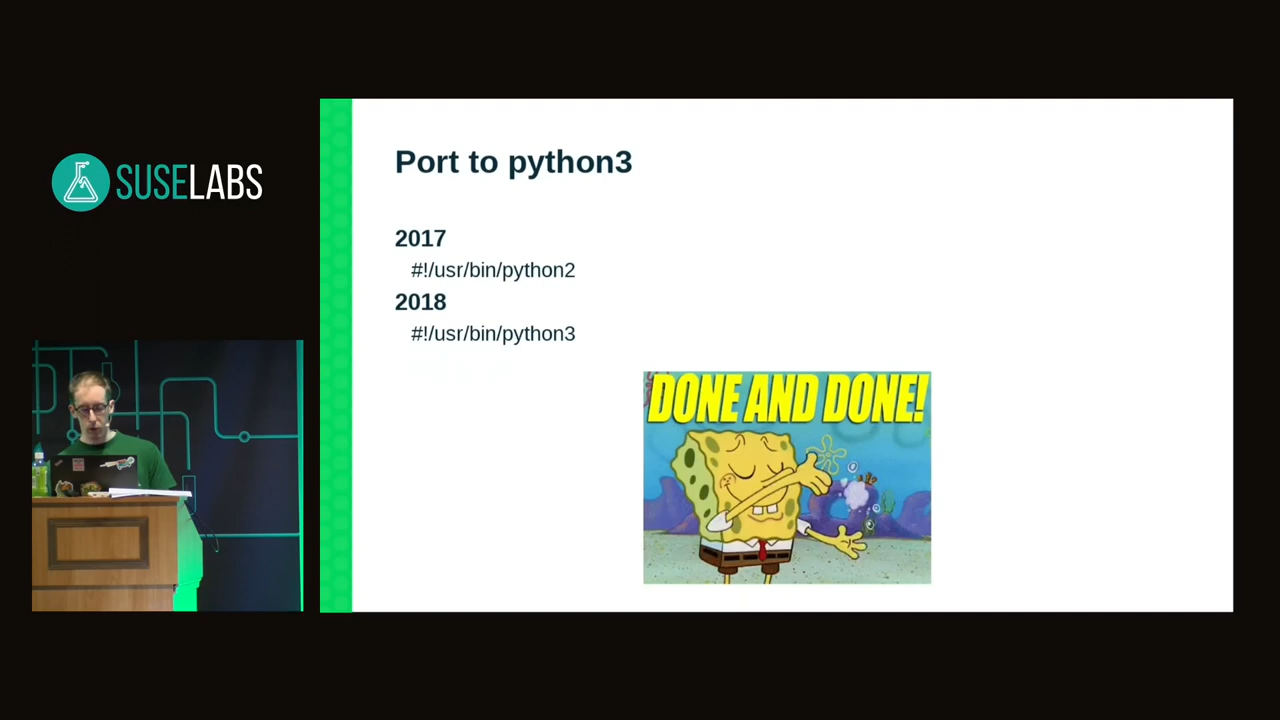 SUSELABS
Port to python3
2017
#!/usr/bin/python2
2018
#!/usr/bin/python3
DONE AND DONE!